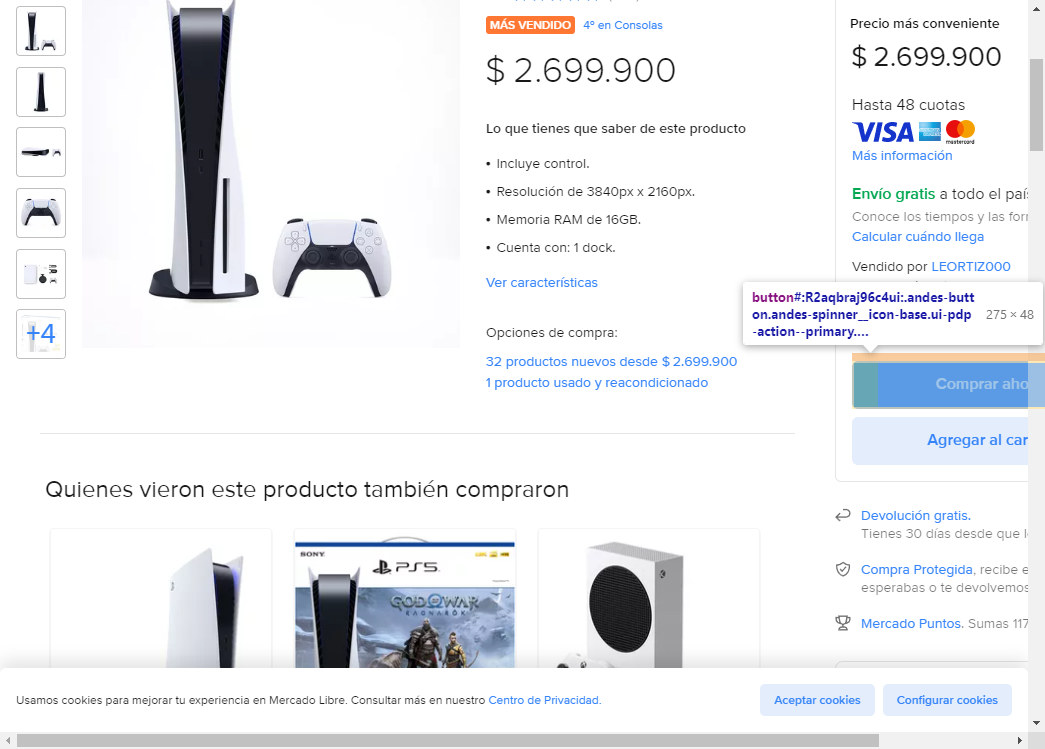 MÁS VENDIDO 4º en Consolas
$ 2.699.900
Lo que tienes que saber de este producto
• Incluye control.
• Resolución de 3840px x 2160px.
• Memoria RAM de 16GB.
• Cuenta con: 1 dock.
Ver características
Opciones de compra:
32 productos nuevos desde $ 2.699.900
1 producto usado y reacondicionado
+4
Precio más conveniente
$ 2.699.900
Hasta 48 cuotas
VISA mastercard
Más información
Envío gratis a todo el país
Conoce los tiempos y las for
Calcular cuándo llega
Vendido por LEORTIZ000
button#:R2aqbraj96c4ui:.andes-butt
on.andes-spinner__icon-base.ui-pdp
-action--primary....
275 × 48
Comprar aho
Agregar al car
Devolución gratis.
Tienes 30 días desde que l
Compra Protegida, recibe e
esperabas o te devolvemos
Mercado Puntos. Sumas 117
Quienes vieron este producto también compraron
SONY
PS5
GOD OF WAR
RAGNARÖK
Usamos cookies para mejorar tu experiencia en Mercado Libre. Consultar más en nuestro Centro de Privacidad.
Aceptar cookies
Configurar cookies